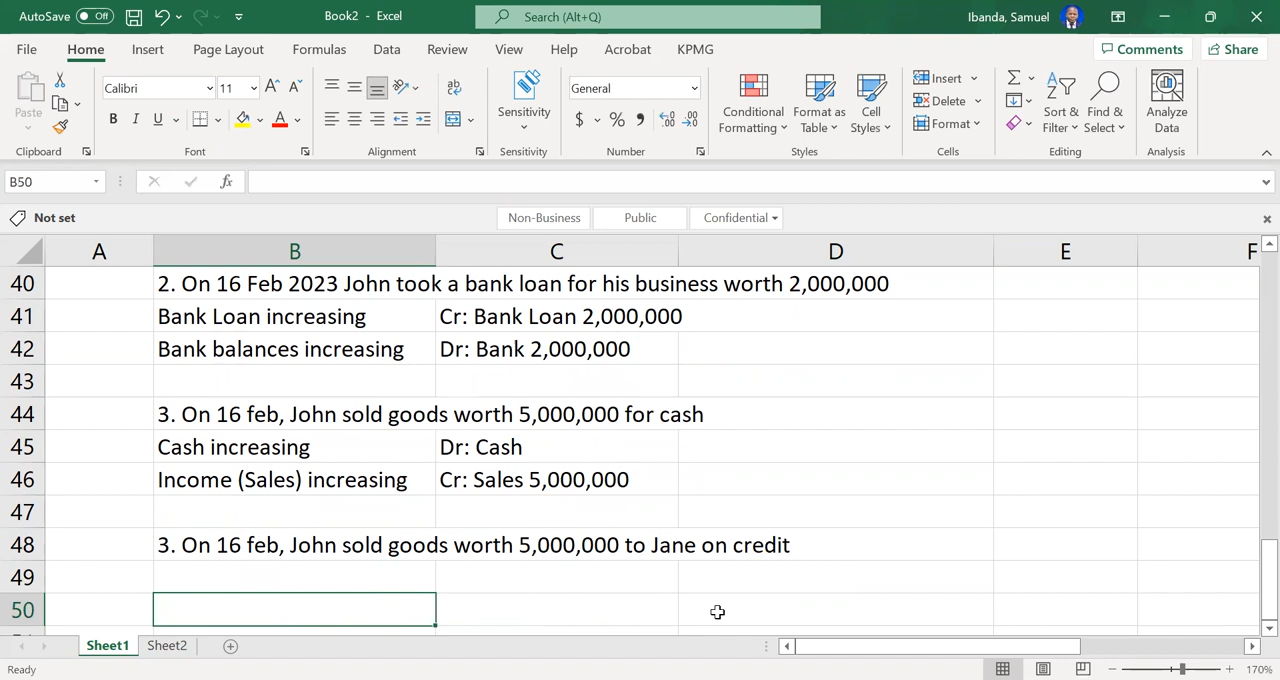 AutoSave Off Book2 - Excel Search (Alt+Q) Ibanda, Samuel
File Home Insert Page Layout Formulas Data Review View Help Acrobat KPMG Comments Share
Paste Calibri 11 General Sensitivity Conditional Formatting Format as Table Cell Styles Insert Delete Format Sort & Filter Find & Select Analyze Data
Clipboard Font Alignment Sensitivity Number Styles Cells Editing Analysis
B50 fx
Not set Non-Business Public Confidential
A B C D E F
40 2. On 16 Feb 2023 John took a bank loan for his business worth 2,000,000
41 Bank Loan increasing Cr: Bank Loan 2,000,000
42 Bank balances increasing Dr: Bank 2,000,000
43
44 3. On 16 feb, John sold goods worth 5,000,000 for cash
45 Cash increasing Dr: Cash
46 Income (Sales) increasing Cr: Sales 5,000,000
47
48 3. On 16 feb, John sold goods worth 5,000,000 to Jane on credit
49
50
Sheet1 Sheet2
Ready 170%